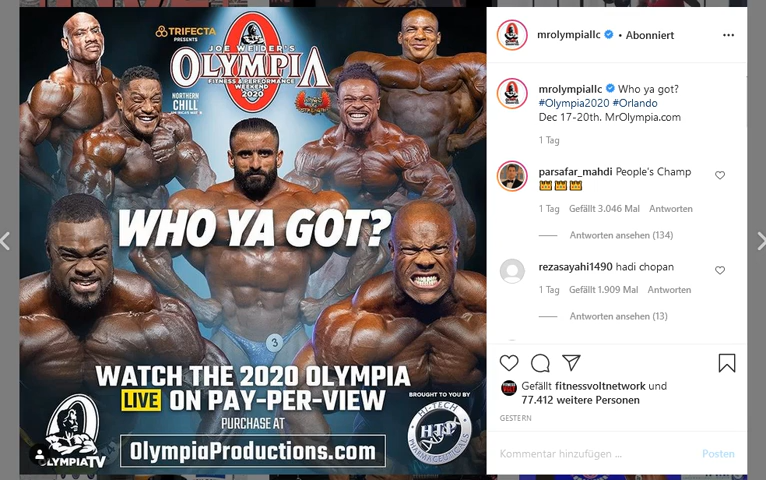 TRIFECTA
PRESENTS
JOE WEIDER'S
OLYMPIA
FITNESS & PERFORMANCE
WEEKEND
2020
NORTHERN
CHILL
WHO YA GOT?
3
WATCH THE 2020 OLYMPIA
LIVE ON PAY-PER-VIEW
PURCHASE AT
OlympiaProductions.com
OLYMPIATV
BROUGHT TO YOU BY
HI-TECH
PHARMACEUTICALS
mrolympiallc • Abonniert
mrolympiallc Who ya got?
#Olympia2020 #Orlando
Dec 17-20th. MrOlympia.com
1 Tag
parsafar_mahdi People's Champ
1 Tag Gefällt 3.046 Mal Antworten
Antworten ansehen (134)
rezasayahi1490 hadi chopan
1 Tag Gefällt 1.909 Mal Antworten
Antworten ansehen (13)
Gefällt fitnessvoltnetwork und
77.412 weitere Personen
GESTERN
Kommentar hinzufügen ...
Posten